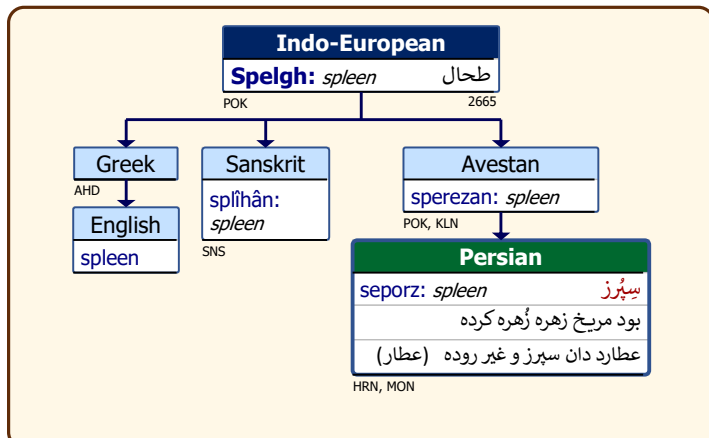 Indo-European
Spelgh: spleen طحال
POK 2665
Greek
AHD
English
spleen
Sanskrit
splîhân:
spleen
SNS
Avestan
sperezan: spleen
POK, KLN
Persian
seporz: spleen سِپُرز
بود مریخ زهره زُهره کرده
عطارد دان سپرز و غیر روده (عطار)
HRN, MON